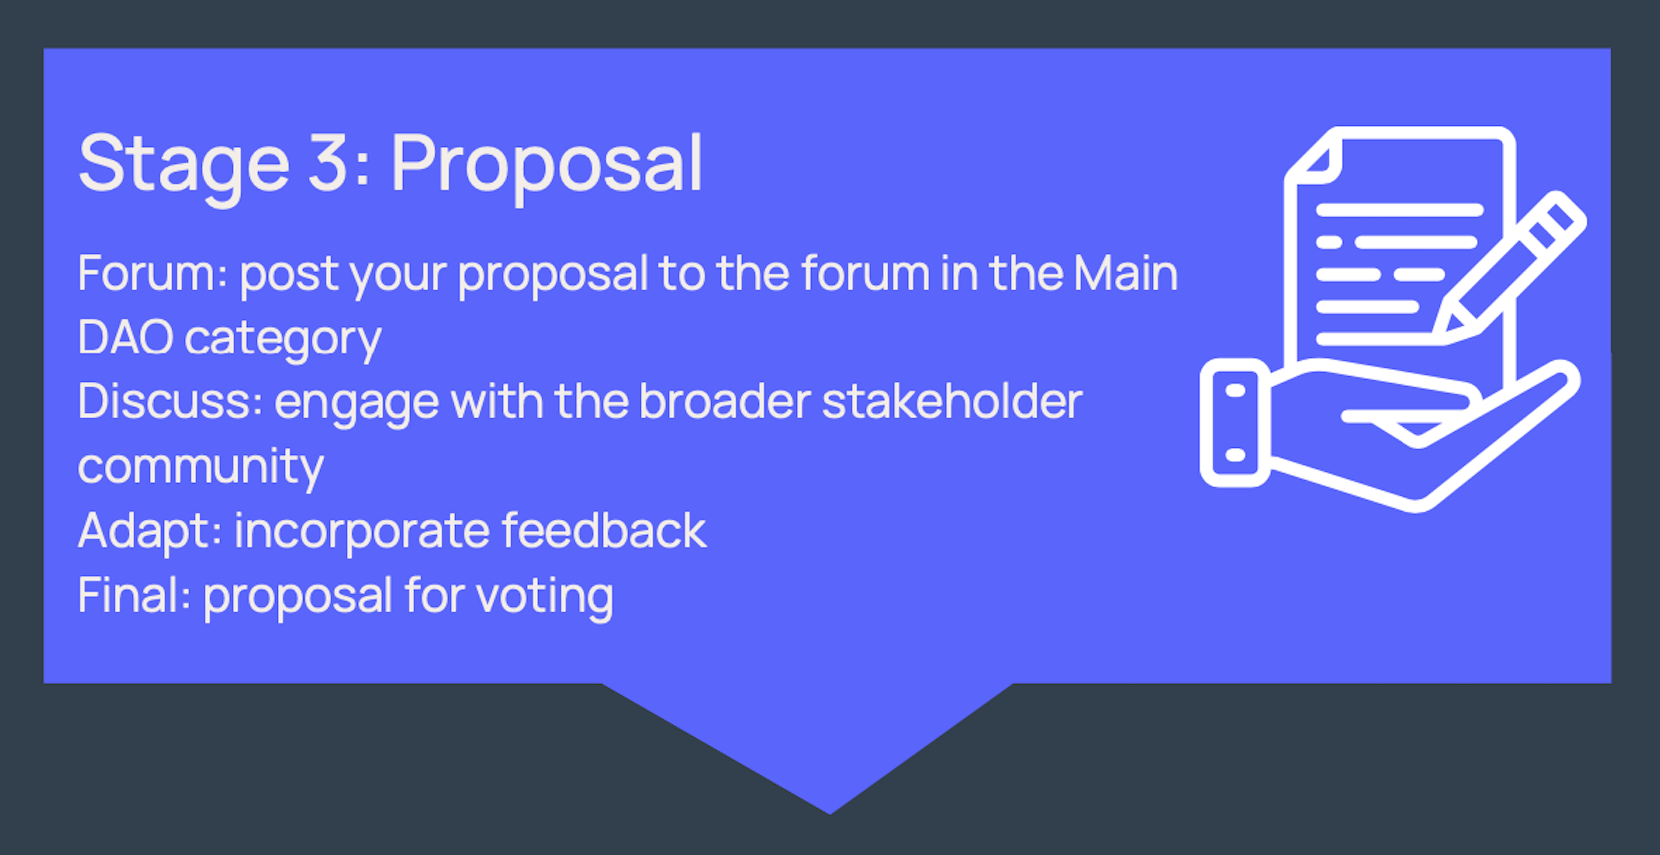 Stage 3: Proposal
Forum: post your proposal to the forum in the Main
DAO category
Discuss: engage with the broader stakeholder
community
Adapt: incorporate feedback
Final: proposal for voting